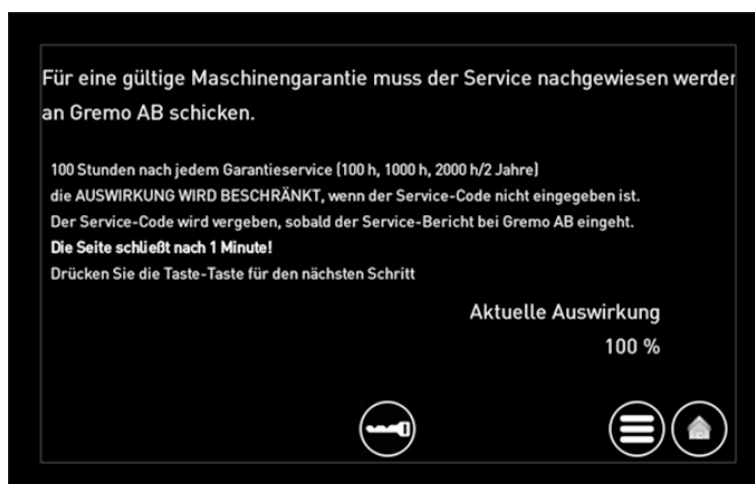 Für eine gültige Maschinengarantie muss der Service nachgewiesen werder
an Gremo AB schicken.
100 Stunden nach jedem Garantieservice (100 h, 1000 h, 2000 h/2 Jahre)
die AUSWIRKUNG WIRD BESCHRÄNKT, wenn der Service-Code nicht eingegeben ist.
Der Service-Code wird vergeben, sobald der Service-Bericht bei Gremo AB eingeht.
Die Seite schließt nach 1 Minute!
Drücken Sie die Taste-Taste für den nächsten Schritt
Aktuelle Auswirkung
100 %